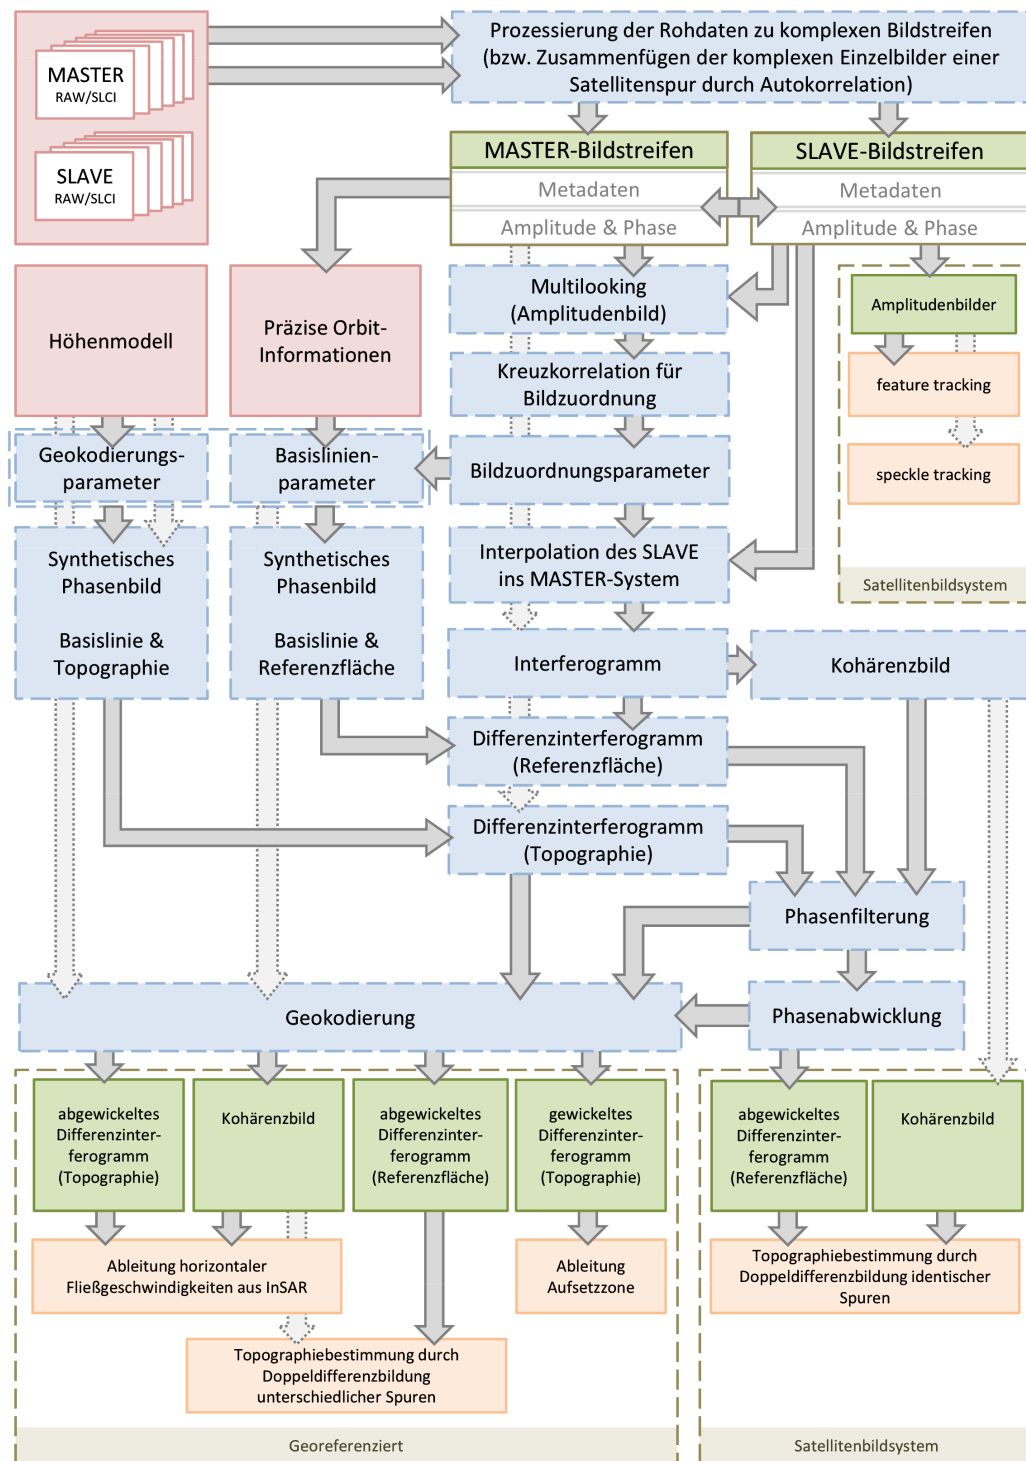 MASTER
RAW/SLCI
SLAVE
RAW/SLCI
Prozessierung der Rohdaten zu komplexen Bildstreifen
(bzw. Zusammenfügen der komplexen Einzelbilder einer
Satellitenspur durch Autokorrelation)
MASTER-Bildstreifen
Metadaten
Amplitude & Phase
SLAVE-Bildstreifen
Metadaten
Amplitude & Phase
Höhenmodell
Präzise Orbit-
Informationen
Multilooking
(Amplitudenbild)
Amplitudenbilder
Kreuzkorrelation für
Bildzuordnung
feature tracking
Geokodierungs-
parameter
Basislinien-
parameter
Bildzuordnungsparameter
speckle tracking
Synthetisches
Phasenbild
Basislinie &
Topographie
Synthetisches
Phasenbild
Basislinie &
Referenzfläche
Interpolation des SLAVE
ins MASTER-System
Satellitenbildsystem
Interferogramm
Kohärenzbild
Differenzinterferogramm
(Referenzfläche)
Differenzinterferogramm
(Topographie)
Phasenfilterung
Geokodierung
Phasenabwicklung
abgewickeltes
Differenzinter-
ferogramm
(Topographie)
Kohärenzbild
abgewickeltes
Differenzinter-
ferogramm
(Referenzfläche)
gewickeltes
Differenzinter-
ferogramm
(Topographie)
abgewickeltes
Differenzinter-
ferogramm
(Referenzfläche)
Kohärenzbild
Ableitung horizontaler
Fließgeschwindigkeiten aus InSAR
Ableitung
Aufsetzzone
Topographiebestimmung durch
Doppeldifferenzbildung identischer
Spuren
Topographiebestimmung durch
Doppeldifferenzbildung
unterschiedlicher Spuren
Georeferenziert
Satellitenbildsystem